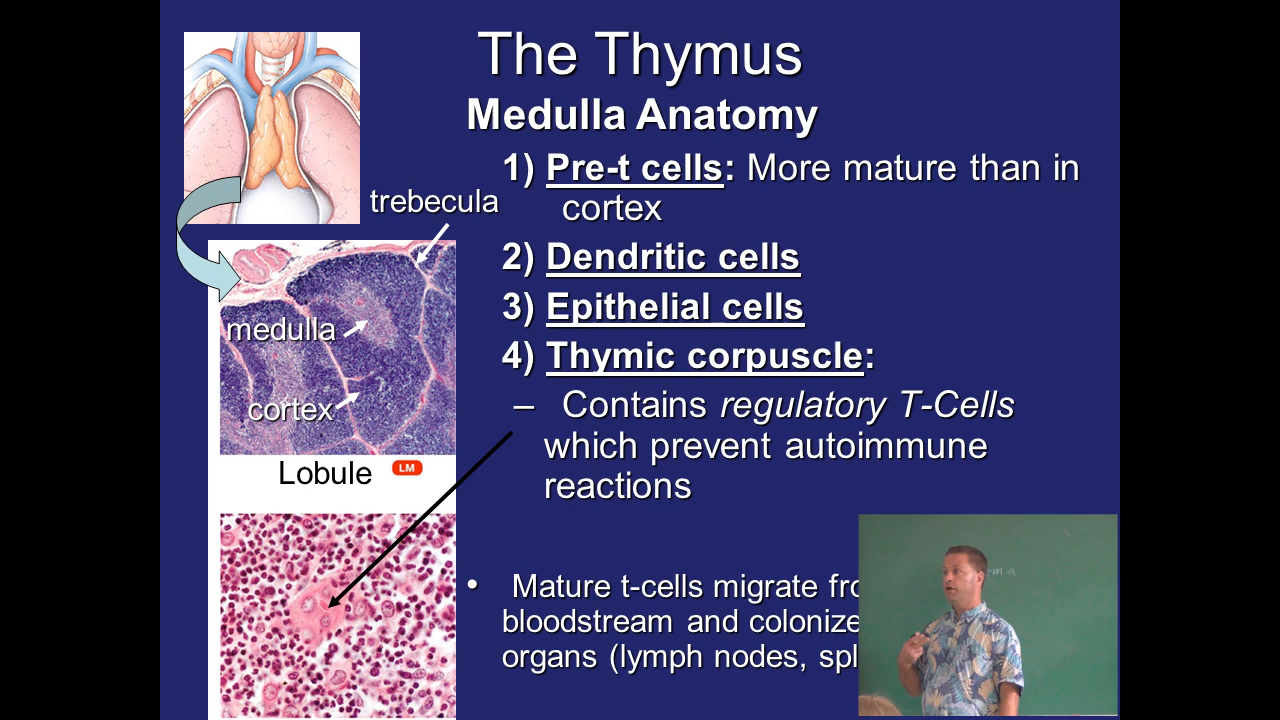 The Thymus
Medulla Anatomy
1) Pre-t cells: More mature than in
cortex
2) Dendritic cells
3) Epithelial cells
4) Thymic corpuscle:
– Contains regulatory T-Cells
which prevent autoimmune
reactions
• Mature t-cells migrate
bloodstream and colonize
organs (lymph nodes,
trebecula
medulla
cortex
Lobule
LM